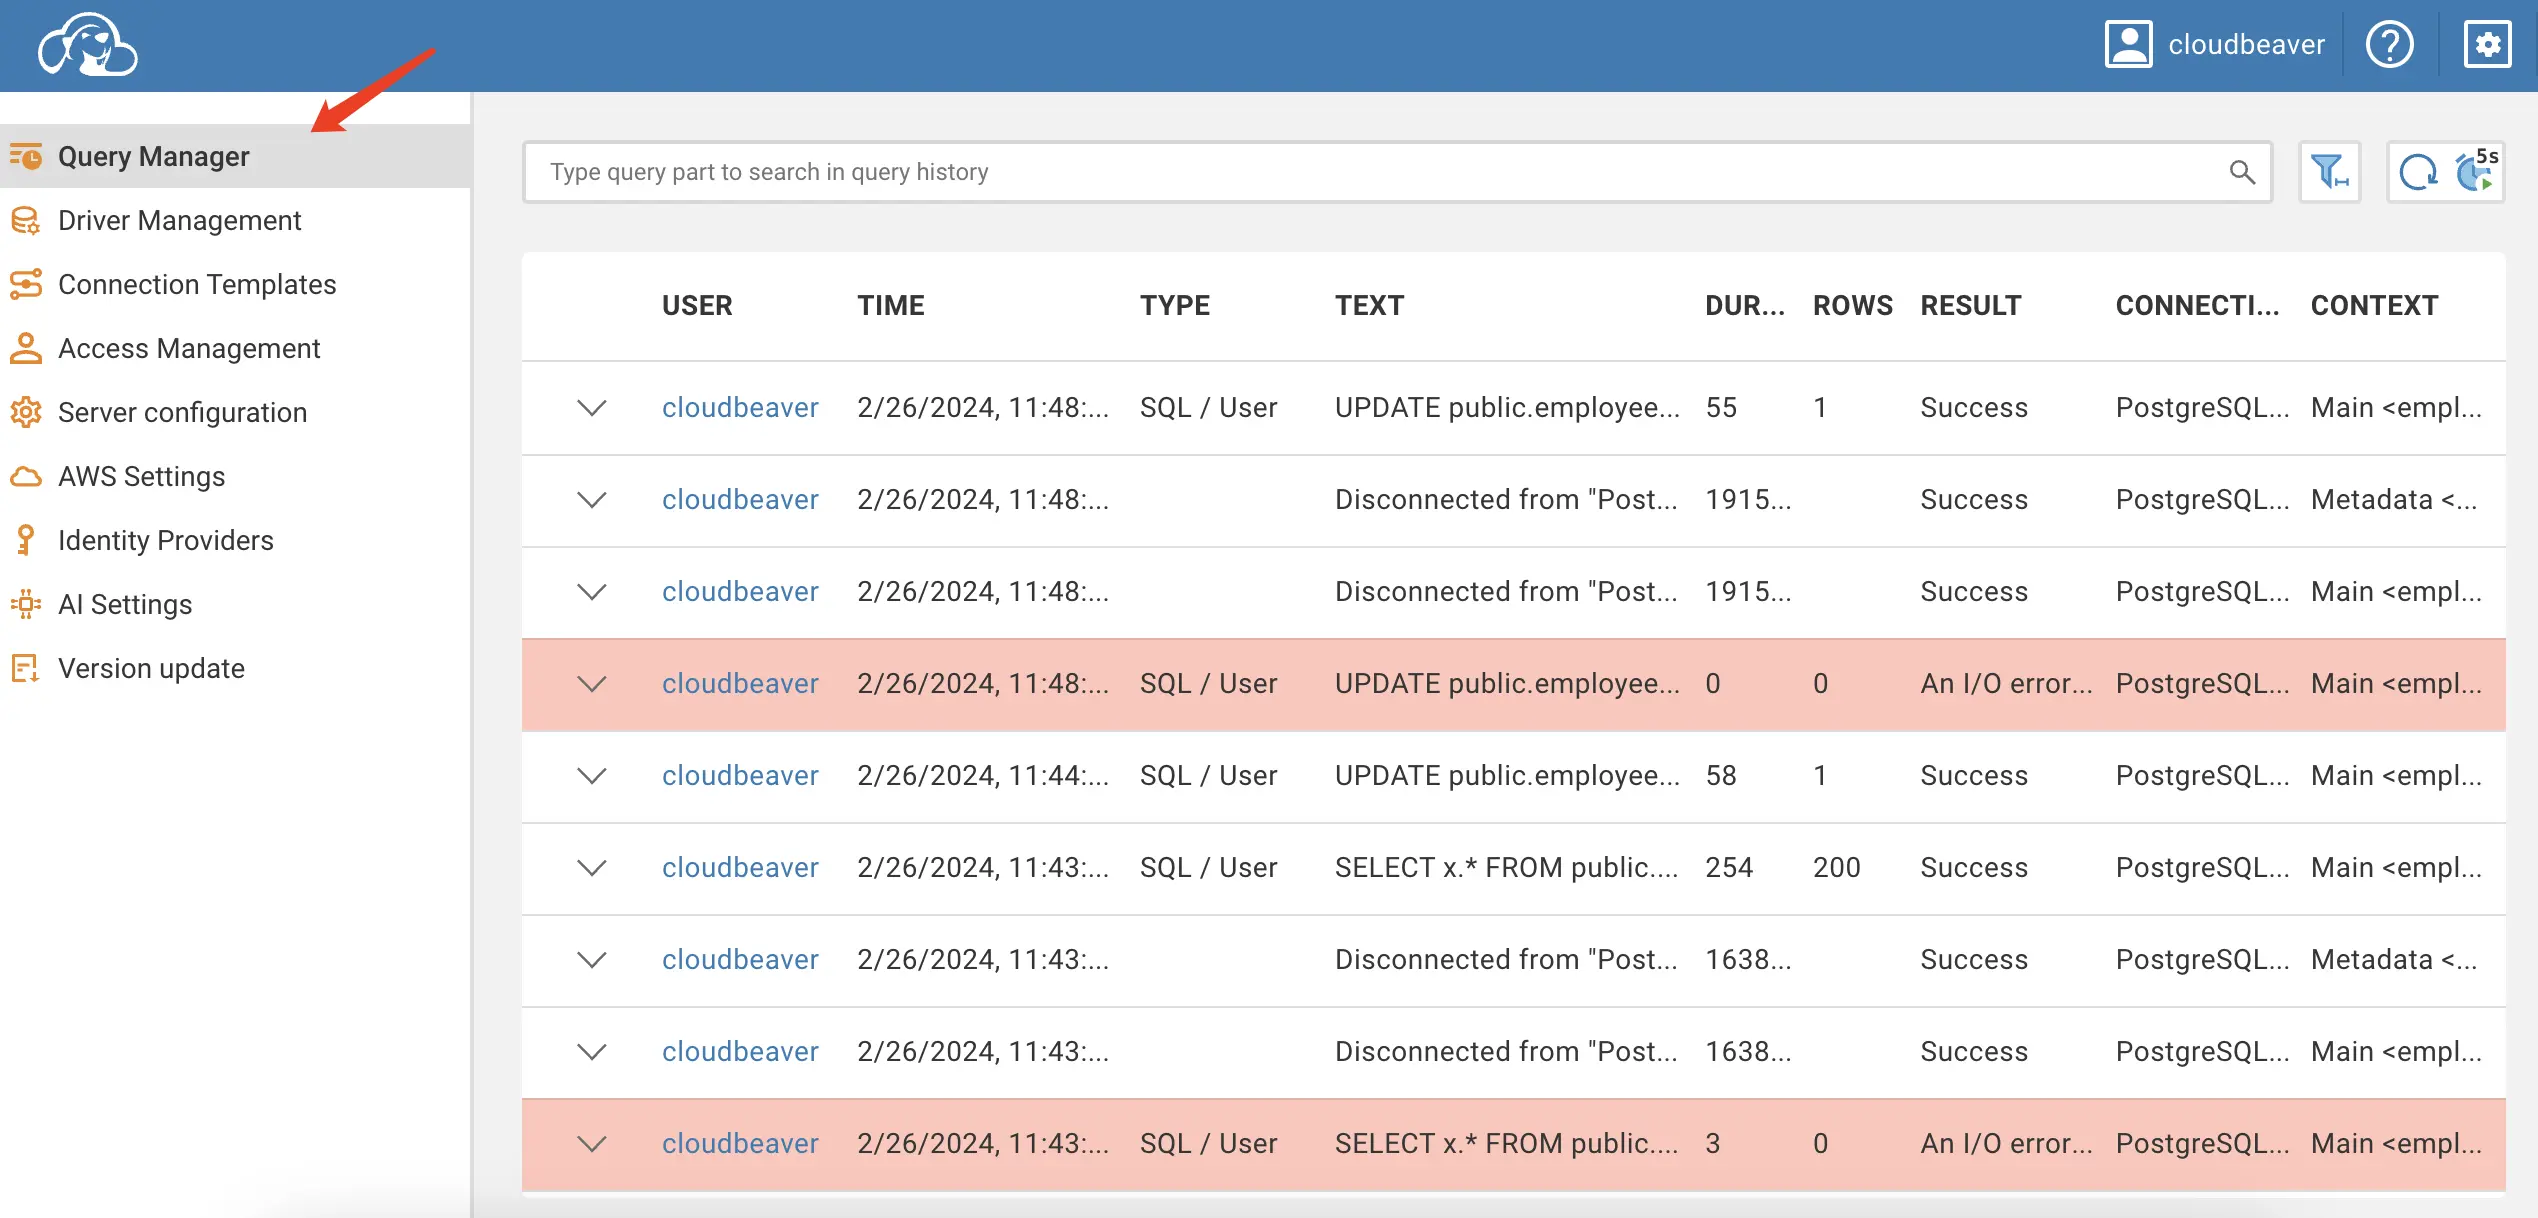 cloudbeaver
Query Manager
Driver Management
Connection Templates
Access Management
Server configuration
AWS Settings
Identity Providers
AI Settings
Version update
Type query part to search in query history
5s
USER TIME TYPE TEXT DUR... ROWS RESULT CONNECTI... CONTEXT
cloudbeaver 2/26/2024, 11:48:... SQL / User UPDATE public.employee... 55 1 Success PostgreSQL... Main <empl...
cloudbeaver 2/26/2024, 11:48:... Disconnected from "Post... 1915... Success PostgreSQL... Metadata <...
cloudbeaver 2/26/2024, 11:48:... Disconnected from "Post... 1915... Success PostgreSQL... Main <empl...
cloudbeaver 2/26/2024, 11:48:... SQL / User UPDATE public.employee... 0 0 An I/O error... PostgreSQL... Main <empl...
cloudbeaver 2/26/2024, 11:44:... SQL / User UPDATE public.employee... 58 1 Success PostgreSQL... Main <empl...
cloudbeaver 2/26/2024, 11:43:... SQL / User SELECT x.* FROM public.... 254 200 Success PostgreSQL... Main <empl...
cloudbeaver 2/26/2024, 11:43:... Disconnected from "Post... 1638... Success PostgreSQL... Metadata <...
cloudbeaver 2/26/2024, 11:43:... Disconnected from "Post... 1638... Success PostgreSQL... Main <empl...
cloudbeaver 2/26/2024, 11:43:... SQL / User SELECT x.* FROM public.... 3 0 An I/O error... PostgreSQL... Main <empl...